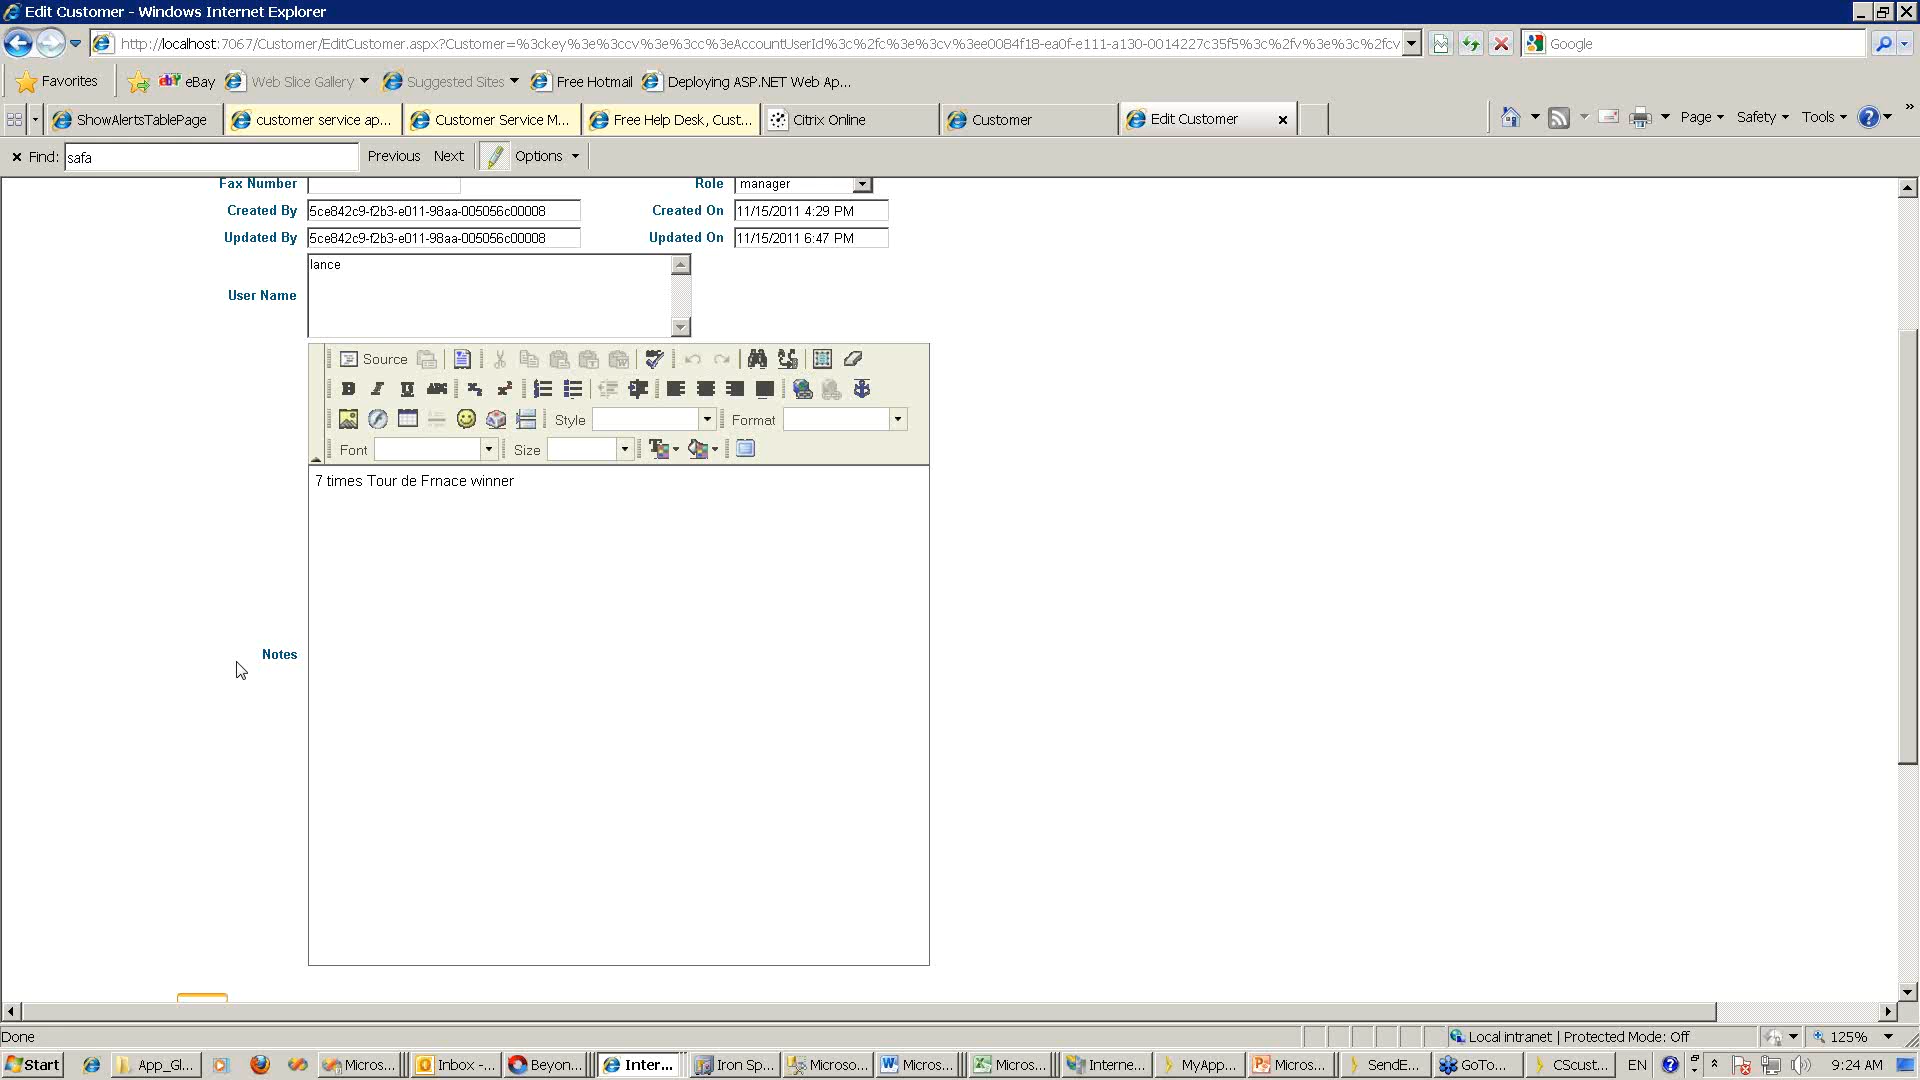 Edit Customer - Windows Internet Explorer
http://localhost:7067/Customer/EditCustomer.aspx?Customer=%3ckey%3e%3ccv%3e%3cc%3eAccountUserId%3c%2fc%3e%3cv%3ee0084f18-ea0f-e111-a130-0014227c35f5%3c%2fv%3e%3c%2fcv
Google
Favorites
eBay
Web Slice Gallery
Suggested Sites
Free Hotmail
Deploying ASP.NET Web Ap...
ShowAlertsTablePage
customer service ap...
Customer Service M...
Free Help Desk, Cust...
Citrix Online
Customer
Edit Customer
Page
Safety
Tools
Find: safa
Previous
Next
Options
Fax Number
Role manager
Created By 5ce842c9-f2b3-e011-98aa-005056c00008
Created On 11/15/2011 4:29 PM
Updated By 5ce842c9-f2b3-e011-98aa-005056c00008
Updated On 11/15/2011 6:47 PM
User Name lance
Source
Style
Format
Font
Size
7 times Tour de Frnace winner
Notes
Done
Local intranet | Protected Mode: Off
125%
Start
App_Gl...
Micros...
Inbox -...
Beyon...
Inter...
Iron Sp...
Microso...
Micros...
Micros...
Interne...
MyApp...
Micros...
SendE...
GoTo...
CScust...
EN
9:24 AM